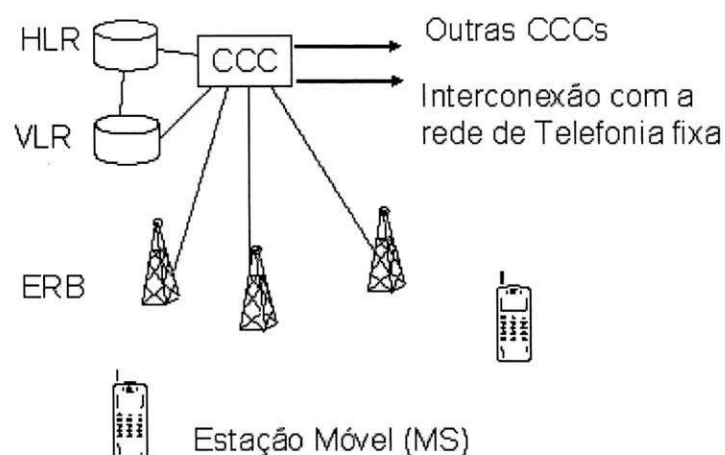 HLR
CCC
Outras CCCs
Interconexão com a
rede de Telefonia fixa
VLR
ERB
Estação Móvel (MS)